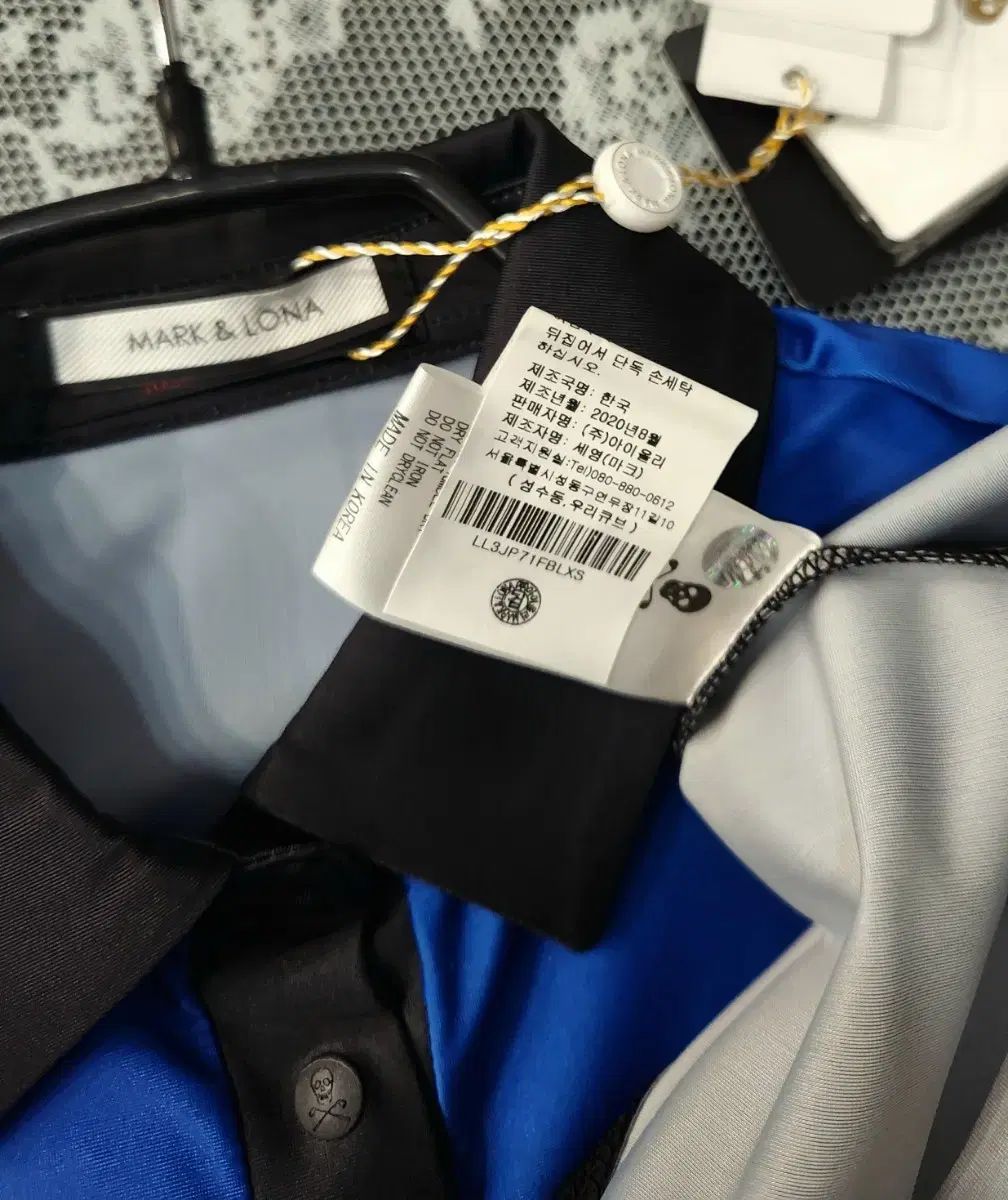 MARK & LONA
뒤집어서 단독 손세탁
하십시오.
제조국명: 한국
제조년월: 2020년8월
판매자명: (주)아이올리
제조자명: 세영(마크)
고객지원실:Tel)080-880-0612
서울특별시성동구연무장11길10
(성수동,우리큐브)
LL3JP71FBLXS
DRY FLAT
DO NOT IRON
DO NOT DRYCLEAN
MADE IN KOREA